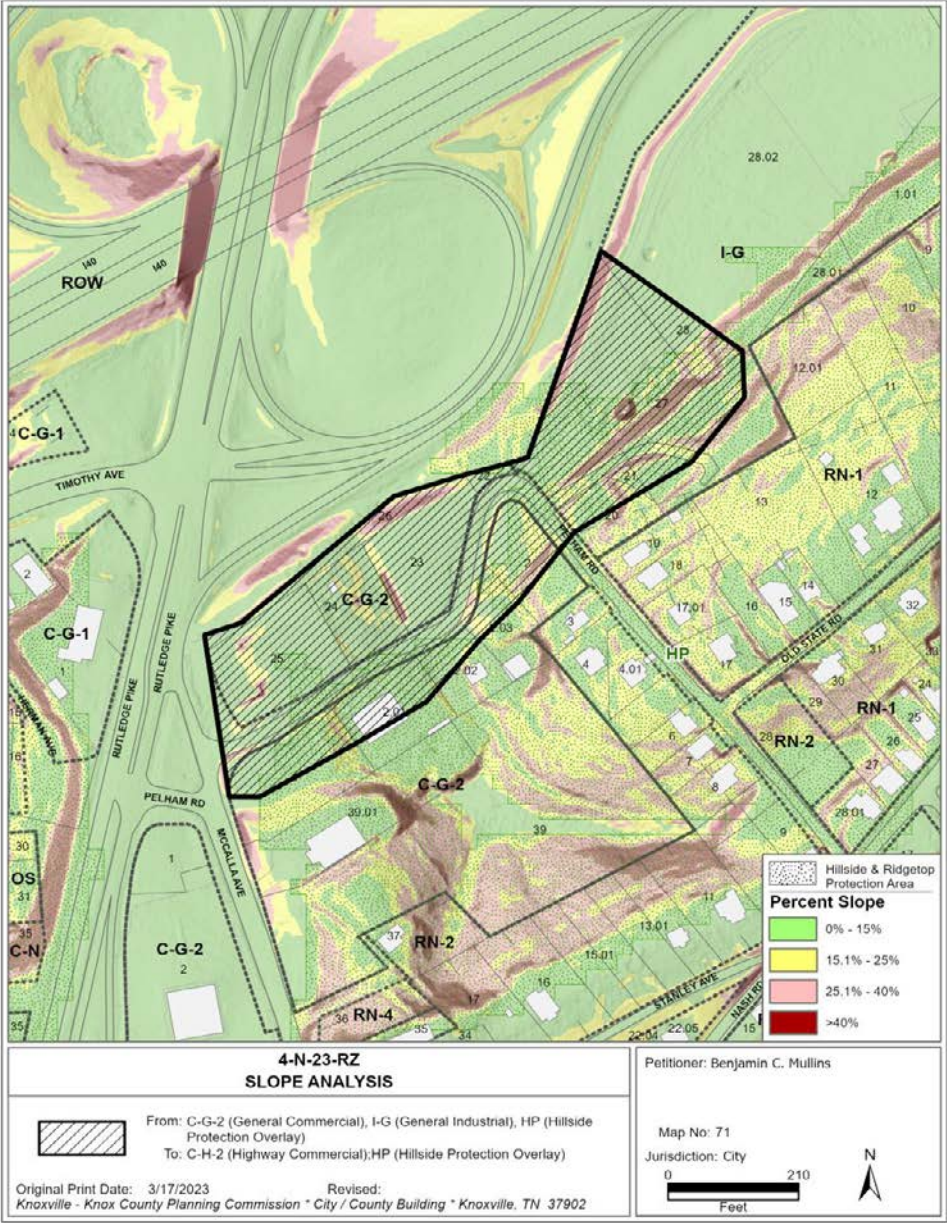 28.02
1.01
I-G
28.01
9
ROW
I40
I40
28
10
12.01
27
11
C-G-1
4
TIMOTHY AVE
RN-1
22
21
12
13
26
20
23
2
19
C-G-2
24
18
14
2
C-G-1
17.01
16
15
32
RUTLEDGE PIKE
3
2.03
OLD STATE RD
25
.02
4
4.01
HP
17
31
1
30
24
RUTLEDGE PIKE
2.01
29
RN-1
25
6
28
RN-2
26
7
C-G-2
27
8
PELHAM RD
39.01
28.01
30
1
MCCALLA AVE
39
9
OS
31
11
35
C-G-2
37
RN-2
13.01
C-N
2
15.01
16
STANLEY AVE
NASH RD
17
36
RN-4
35
35
34
22.04
22.05
15
Hillside & Ridgetop
Protection Area
Percent Slope
0% - 15%
15.1% - 25%
25.1% - 40%
>40%
4-N-23-RZ
SLOPE ANALYSIS
From: C-G-2 (General Commercial), I-G (General Industrial), HP (Hillside
Protection Overlay)
To: C-H-2 (Highway Commercial);HP (Hillside Protection Overlay)
Original Print Date: 3/17/2023 Revised:
Knoxville - Knox County Planning Commission * City / County Building * Knoxville, TN 37902
Petitioner: Benjamin C. Mullins
Map No: 71
Jurisdiction: City
N
0 210
Feet